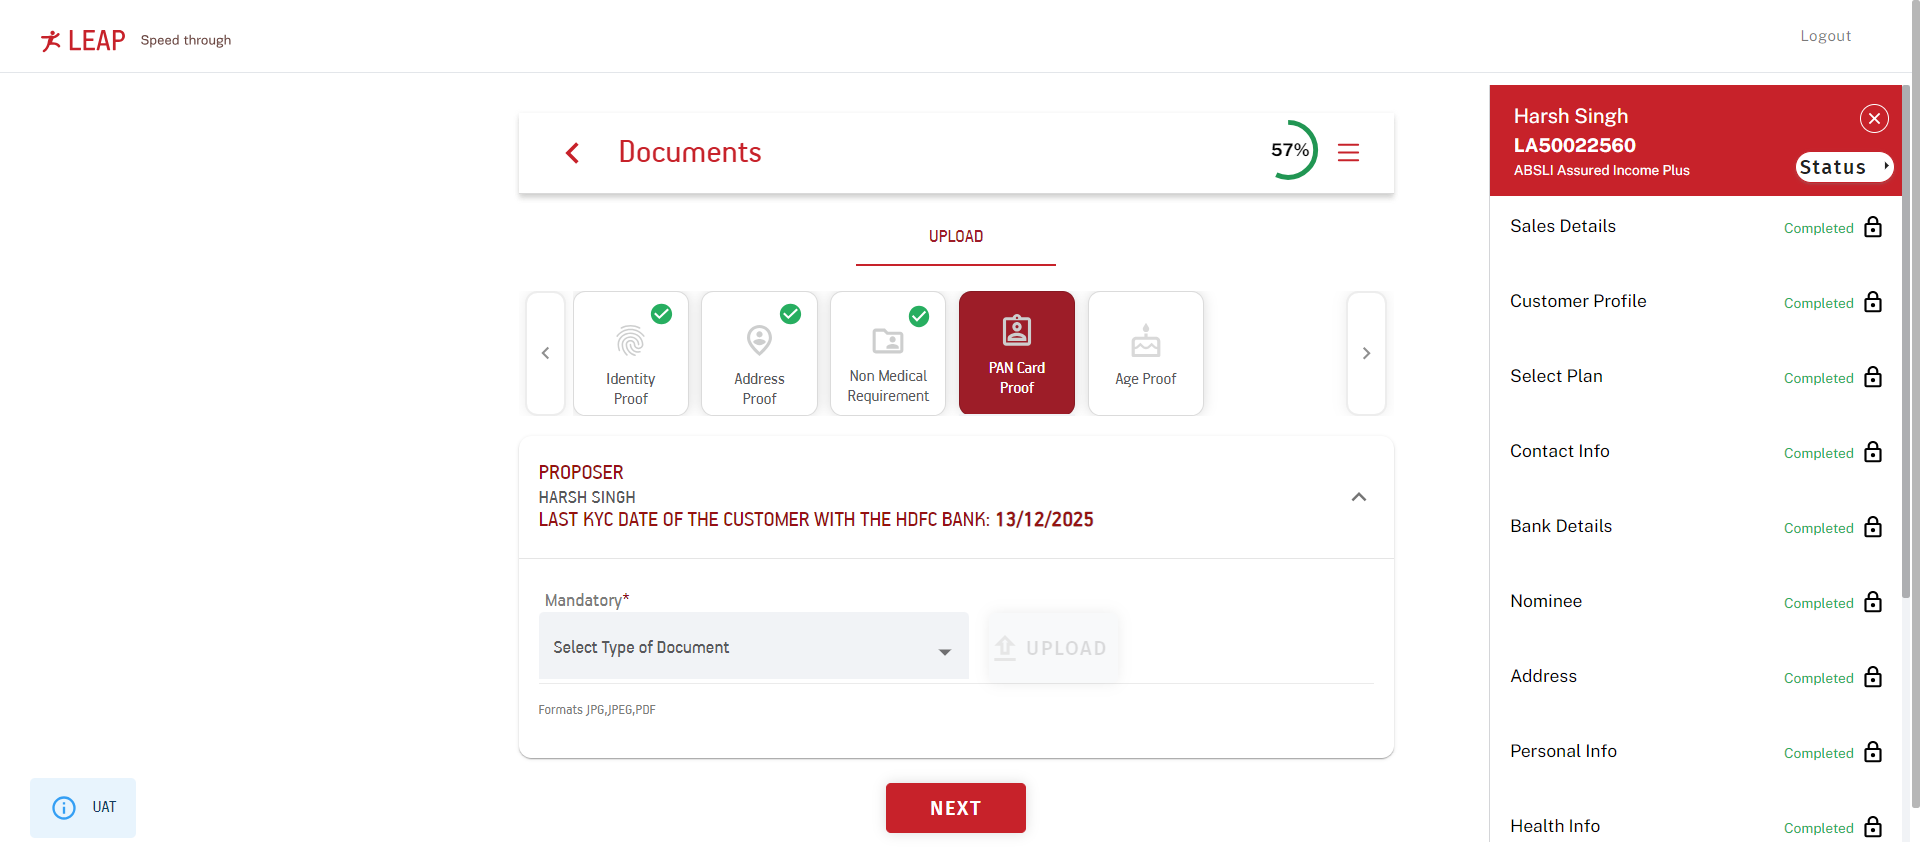 LEAP Speed through
Logout
Documents
57%
UPLOAD
Identity
Proof
Address
Proof
Non Medical
Requirement
PAN Card
Proof
Age Proof
PROPOSER
HARSH SINGH
LAST KYC DATE OF THE CUSTOMER WITH THE HDFC BANK: 13/12/2025
Mandatory*
Select Type of Document
UPLOAD
Formats JPG,JPEG,PDF
NEXT
UAT
Harsh Singh
LA50022560
ABSLI Assured Income Plus
Status
Sales Details Completed
Customer Profile Completed
Select Plan Completed
Contact Info Completed
Bank Details Completed
Nominee Completed
Address Completed
Personal Info Completed
Health Info Completed